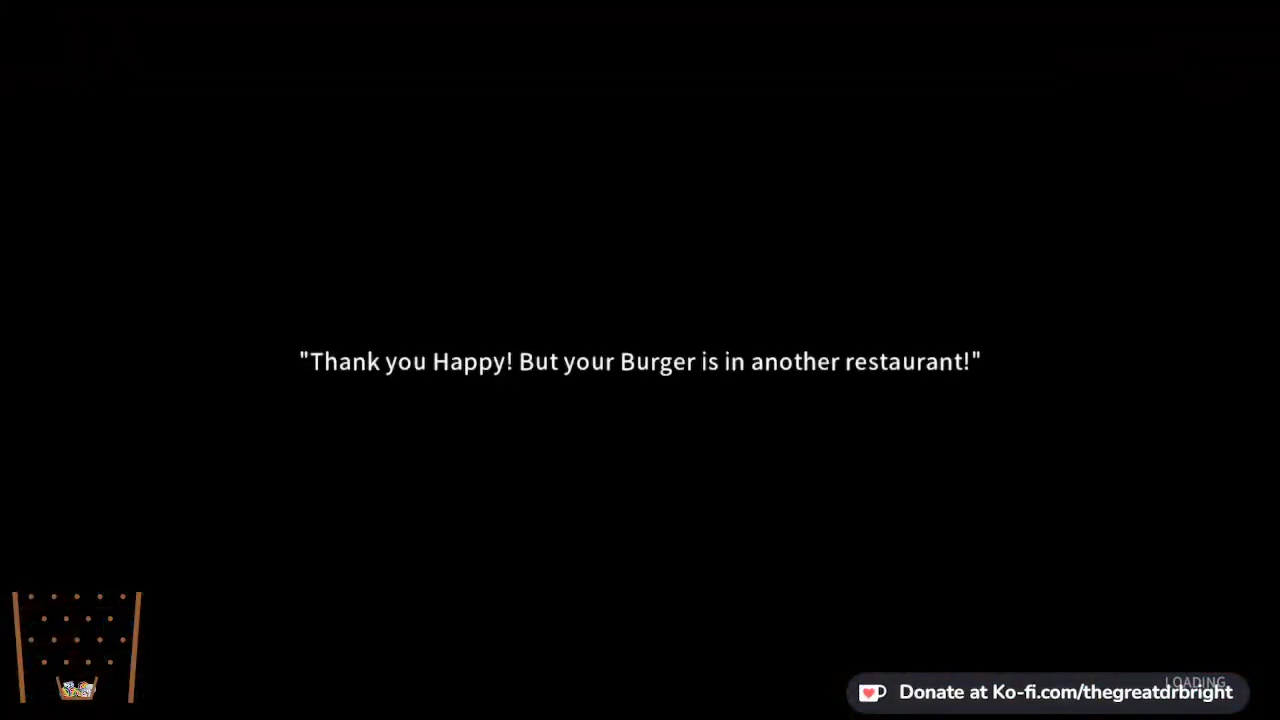 "Thank you Happy! But your Burger is in another restaurant!"
LOADING
Donate at Ko-fi.com/thegreatdrbright